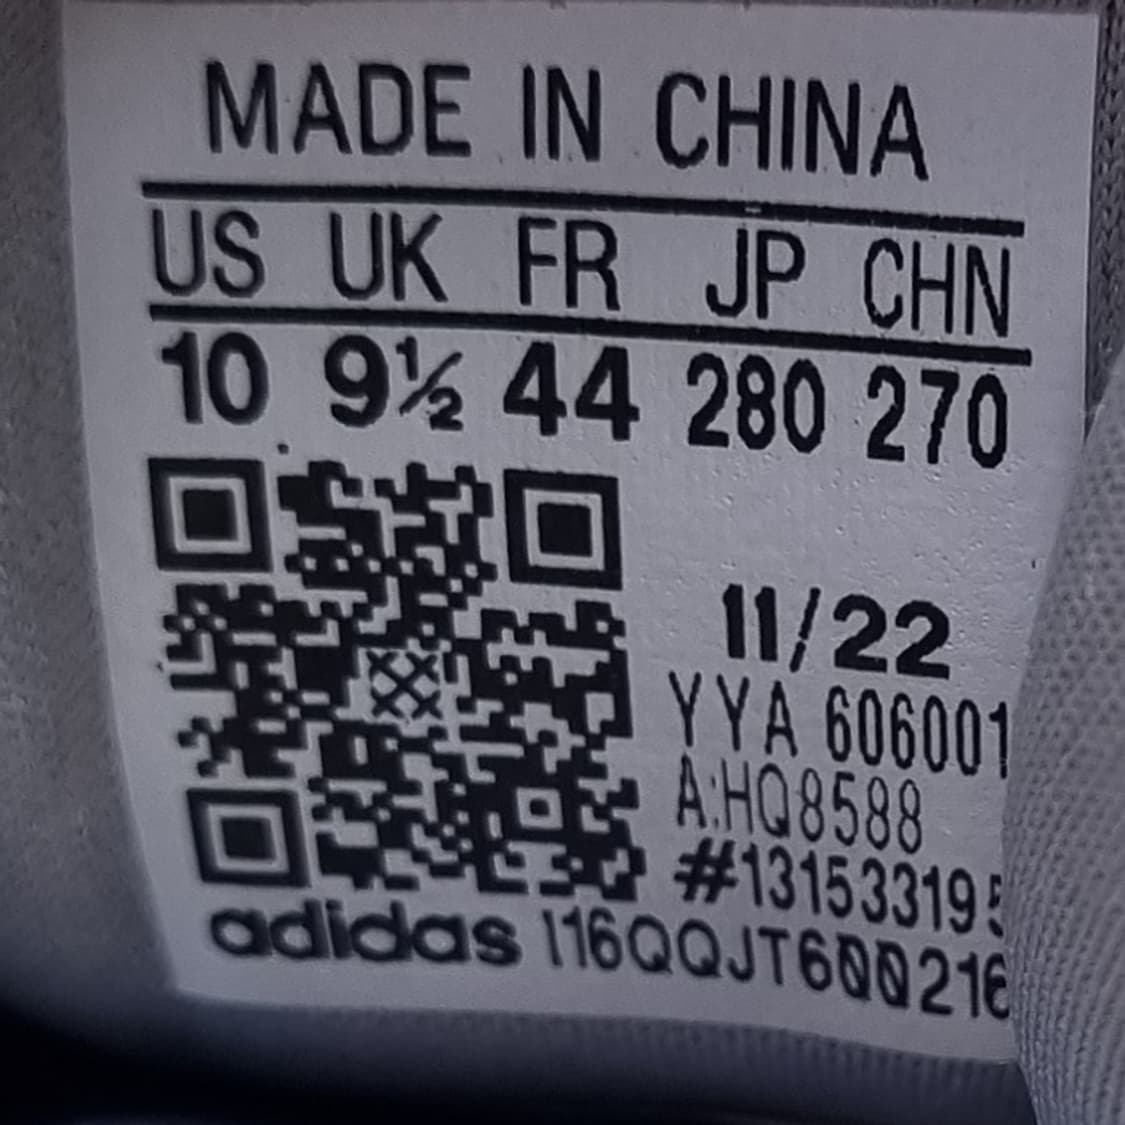 MADE IN CHINA
US UK FR JP CHN
10 9½ 44 280 270
11/22
YYA 606001
A:HQ8588
#131533195
adidas 116QQJT600216